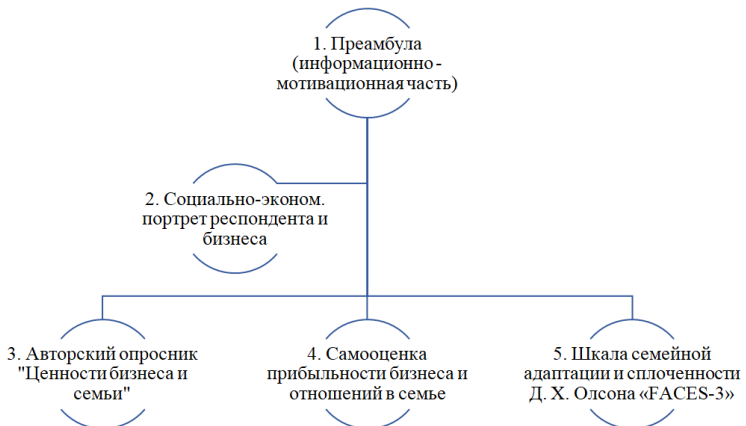 1. Преамбула
(информационно-
мотивационная часть)
2. Социально-эконом.
портрет респондента и
бизнеса
3. Авторский опросник
"Ценности бизнеса и
семьи"
4. Самооценка
прибыльности бизнеса и
отношений в семье
5. Шкала семейной
адаптации и сплоченности
Д. Х. Олсона «FACES-3»